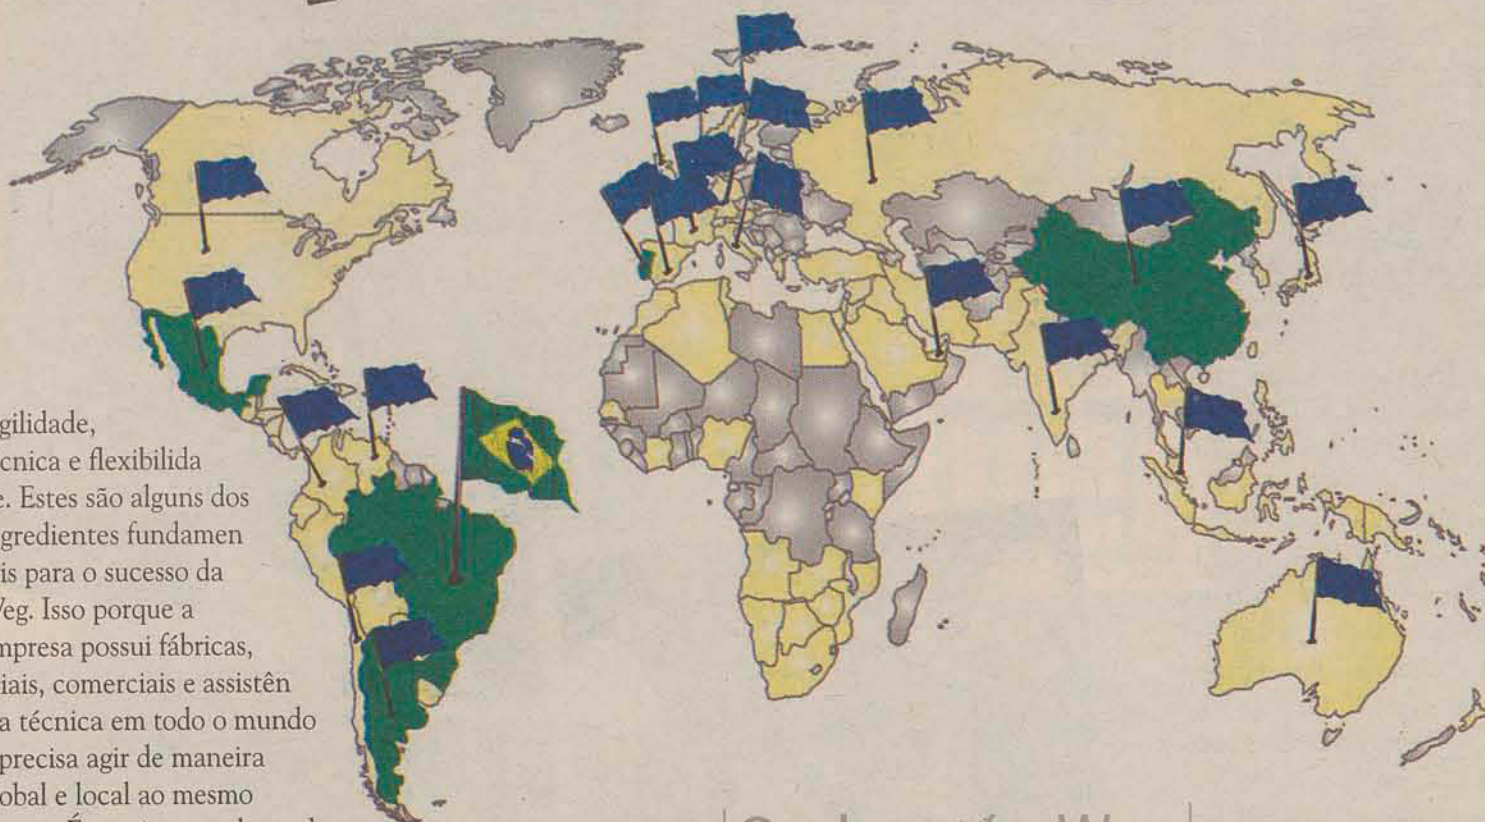 gilidade,
cnica e flexibilida
e. Estes são alguns dos
gredientes fundamen
is para o sucesso da
eg. Isso porque a
mpresa possui fábricas,
iais, comerciais e assistên
a técnica em todo o mundo
precisa agir de maneira
obal e local ao mesmo